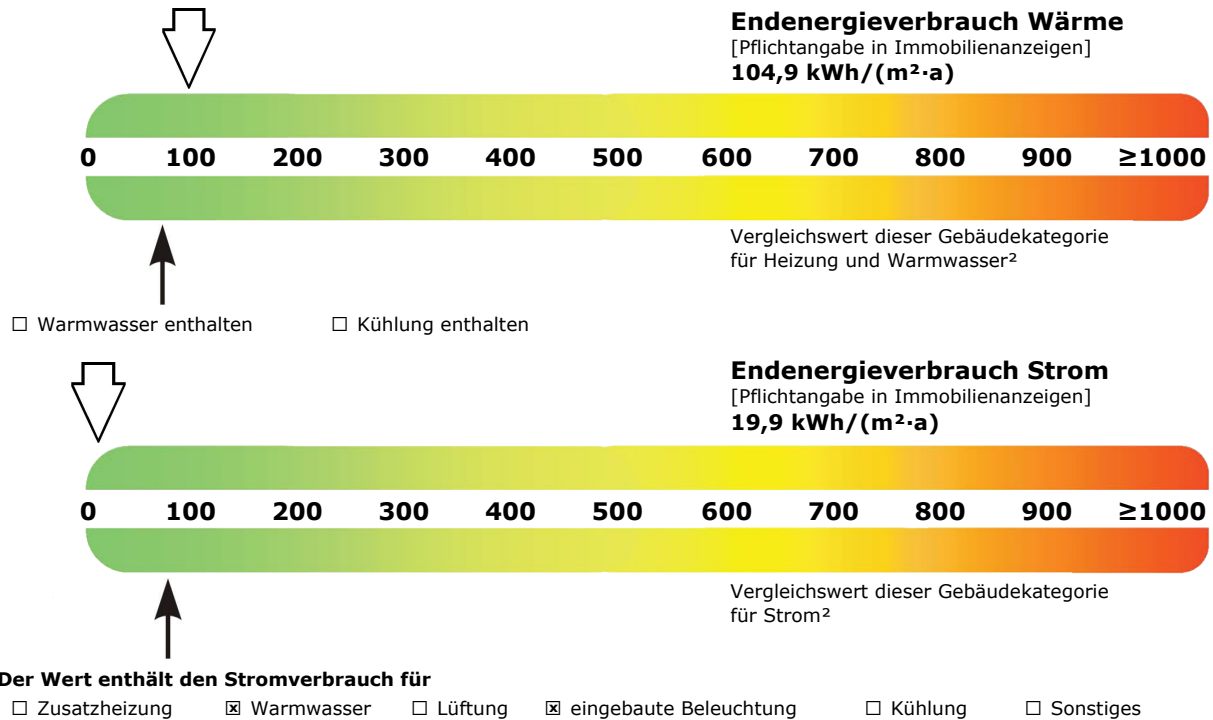 Endenergieverbrauch Wärme
[Pflichtangabe in Immobilienanzeigen]
104,9 kWh/(m²·a)
0 100 200 300 400 500 600 700 800 900 ≥1000
Vergleichswert dieser Gebäudekategorie
für Heizung und Warmwasser²
☐ Warmwasser enthalten ☐ Kühlung enthalten
Endenergieverbrauch Strom
[Pflichtangabe in Immobilienanzeigen]
19,9 kWh/(m²·a)
0 100 200 300 400 500 600 700 800 900 ≥1000
Vergleichswert dieser Gebäudekategorie
für Strom²
Der Wert enthält den Stromverbrauch für
☐ Zusatzheizung ☒ Warmwasser ☐ Lüftung ☒ eingebaute Beleuchtung ☐ Kühlung ☐ Sonstiges